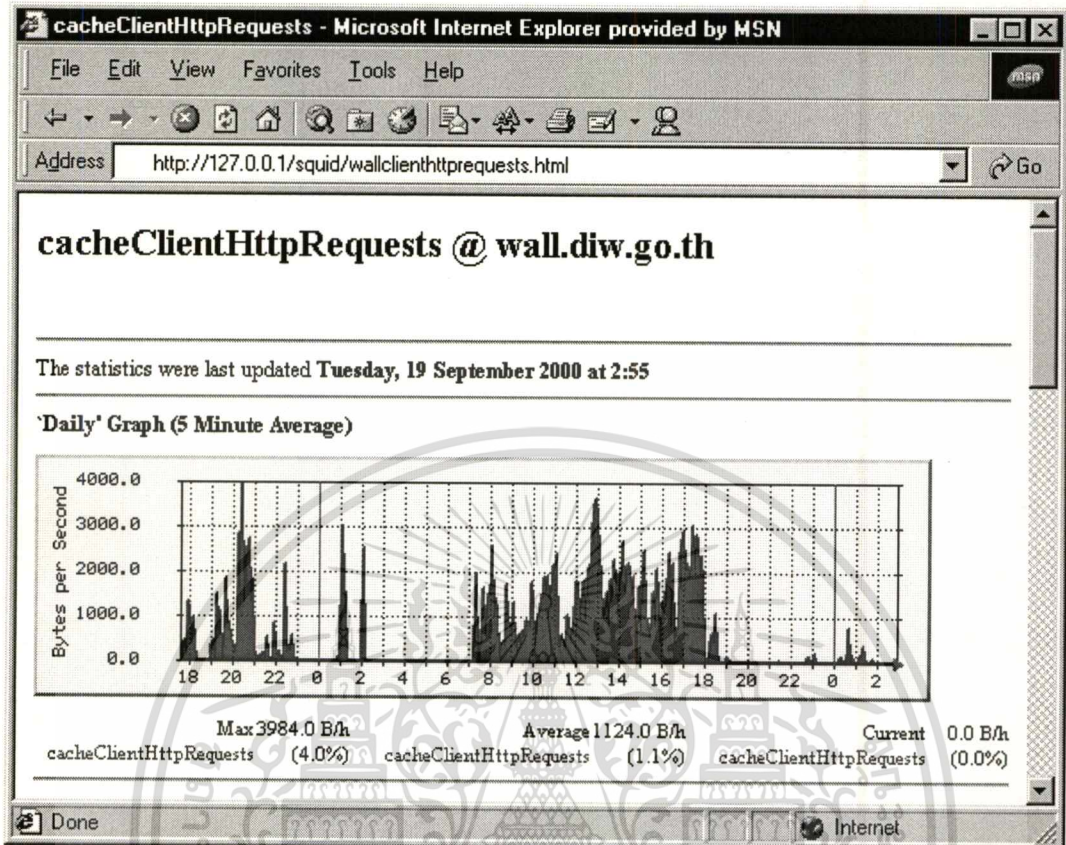 cacheClientHttpRequests - Microsoft Internet Explorer provided by MSN
File Edit View Favorites Tools Help
msn
Address http://127.0.0.1/squid/wallclienthttprequests.html Go
cacheClientHttpRequests @ wall.diw.go.th
The statistics were last updated Tuesday, 19 September 2000 at 2:55
`Daily' Graph (5 Minute Average)
Bytes per Second
4000.0
3000.0
2000.0
1000.0
0.0
18 20 22 0 2 4 6 8 10 12 14 16 18 20 22 0 2
Max 3984.0 B/h Average 1124.0 B/h Current 0.0 B/h
cacheClientHttpRequests (4.0%) cacheClientHttpRequests (1.1%) cacheClientHttpRequests (0.0%)
Done Internet